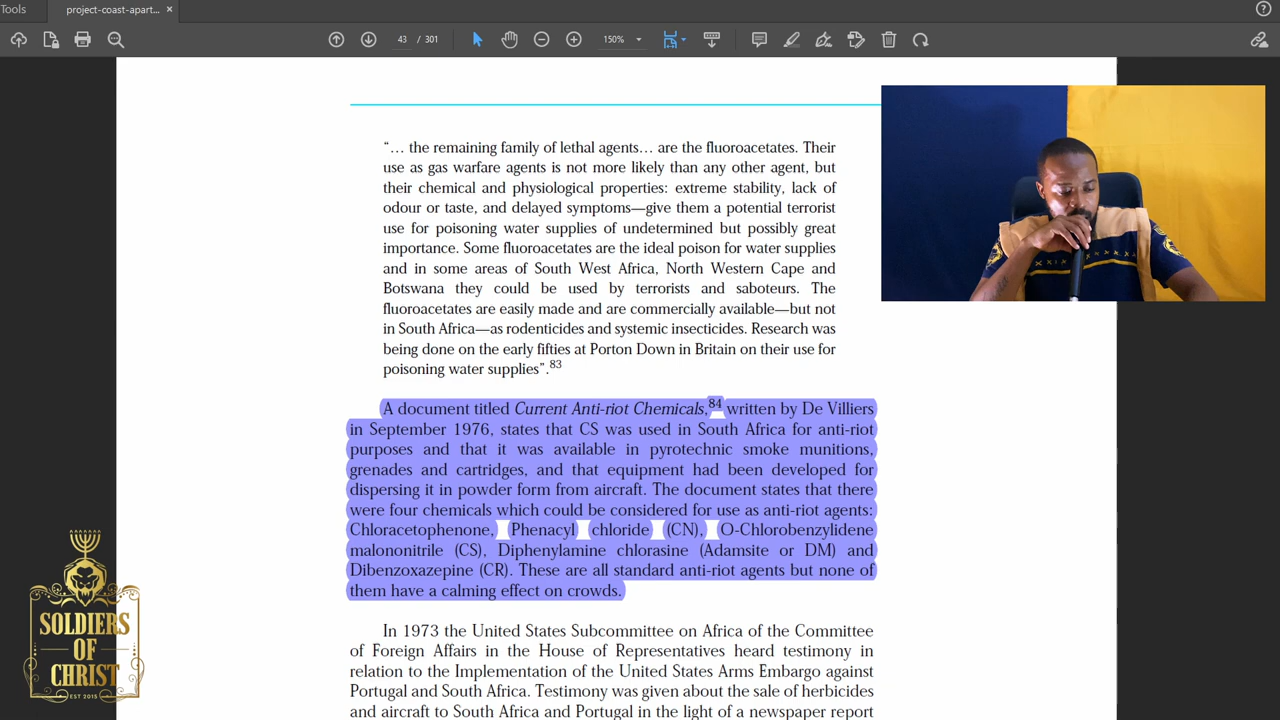 Tools
project-coast-apart... ×
43 / 301
150%
“… the remaining family of lethal agents… are the fluoroacetates. Their
use as gas warfare agents is not more likely than any other agent, but
their chemical and physiological properties: extreme stability, lack of
odour or taste, and delayed symptoms—give them a potential terrorist
use for poisoning water supplies of undetermined but possibly great
importance. Some fluoroacetates are the ideal poison for water supplies
and in some areas of South West Africa, North Western Cape and
Botswana they could be used by terrorists and saboteurs. The
fluoroacetates are easily made and are commercially available—but not
in South Africa—as rodenticides and systemic insecticides. Research was
being done on the early fifties at Porton Down in Britain on their use for
poisoning water supplies”.83
A document titled Current Anti-riot Chemicals,84 written by De Villiers
in September 1976, states that CS was used in South Africa for anti-riot
purposes and that it was available in pyrotechnic smoke munitions,
grenades and cartridges, and that equipment had been developed for
dispersing it in powder form from aircraft. The document states that there
were four chemicals which could be considered for use as anti-riot agents:
Chloracetophenone, Phenacyl chloride (CN), O-Chlorobenzylidene
malononitrile (CS), Diphenylamine chlorasine (Adamsite or DM) and
Dibenzoxazepine (CR). These are all standard anti-riot agents but none of
them have a calming effect on crowds.
In 1973 the United States Subcommittee on Africa of the Committee
of Foreign Affairs in the House of Representatives heard testimony in
relation to the Implementation of the United States Arms Embargo against
Portugal and South Africa. Testimony was given about the sale of herbicides
and aircraft to South Africa and Portugal in the light of a newspaper report
SOLDIERS
OF
CHRIST
EST 2015